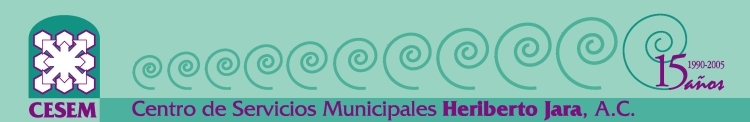 CESEM
Centro de Servicios Municipales Heriberto Jara, A.C.
15 1990-2005
años